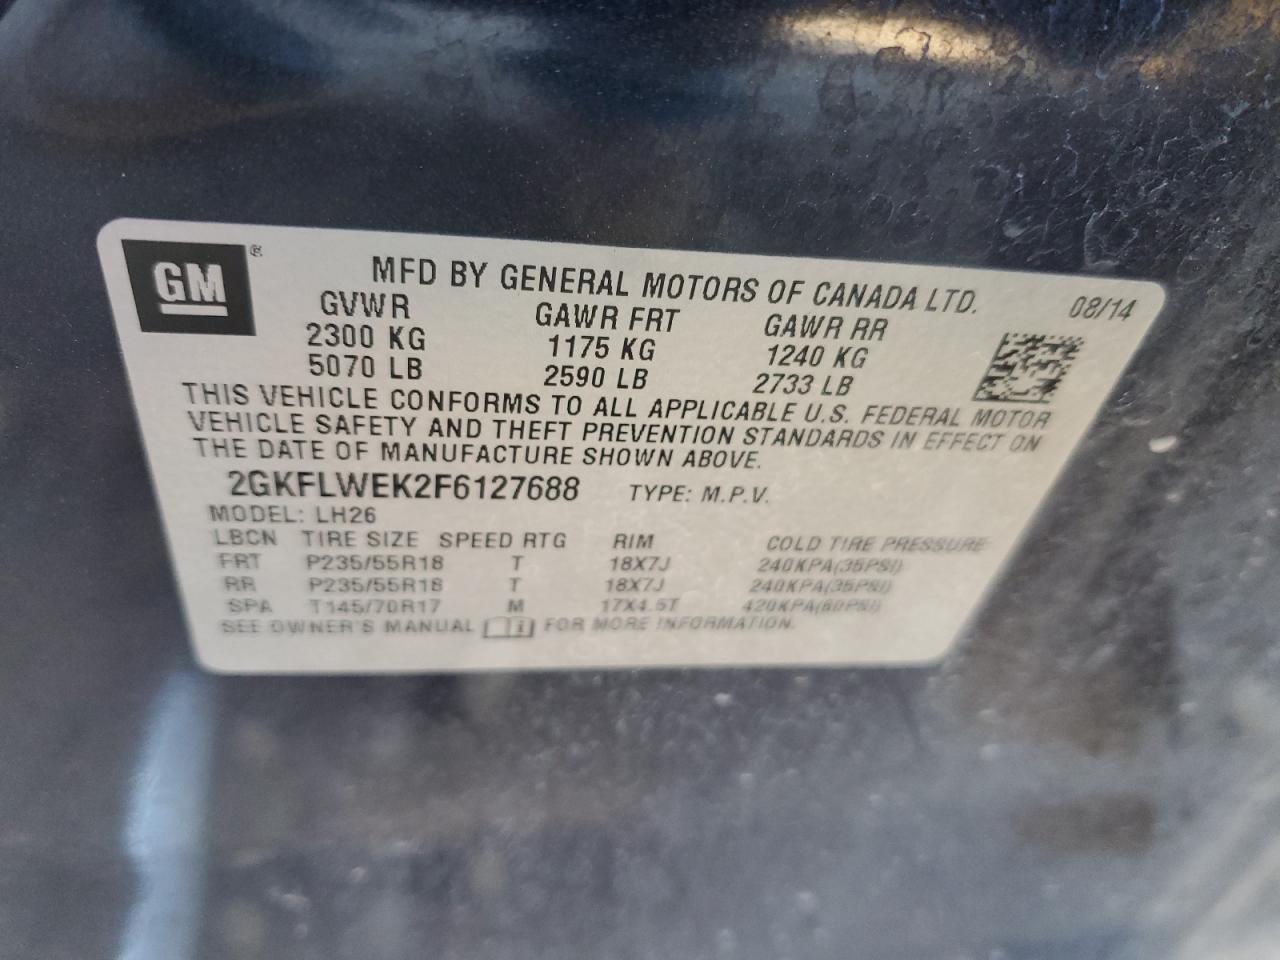 GM ®
MFD BY GENERAL MOTORS OF CANADA LTD. 08/14
GVWR GAWR FRT GAWR RR
2300 KG 1175 KG 1240 KG
5070 LB 2590 LB 2733 LB
THIS VEHICLE CONFORMS TO ALL APPLICABLE U.S. FEDERAL MOTOR
VEHICLE SAFETY AND THEFT PREVENTION STANDARDS IN EFFECT ON
THE DATE OF MANUFACTURE SHOWN ABOVE.
2GKFLWEK2F6127688 TYPE: M.P.V.
MODEL: LH26
LBCN TIRE SIZE SPEED RTG RIM COLD TIRE PRESSURE
FRT P235/55R18 T 18X7J 240KPA(35PSI)
RR P235/55R18 T 18X7J 240KPA(35PSI)
SPA T145/70R17 M 17X4.5T 420KPA(60PSI)
SEE OWNER'S MANUAL FOR MORE INFORMATION.